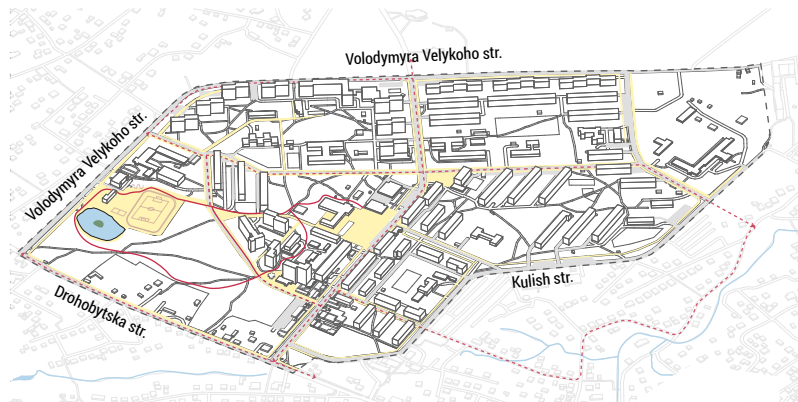 Volodymyra Velykoho str.
Volodymyra Velykoho str.
Drohobytska str.
Kulish str.